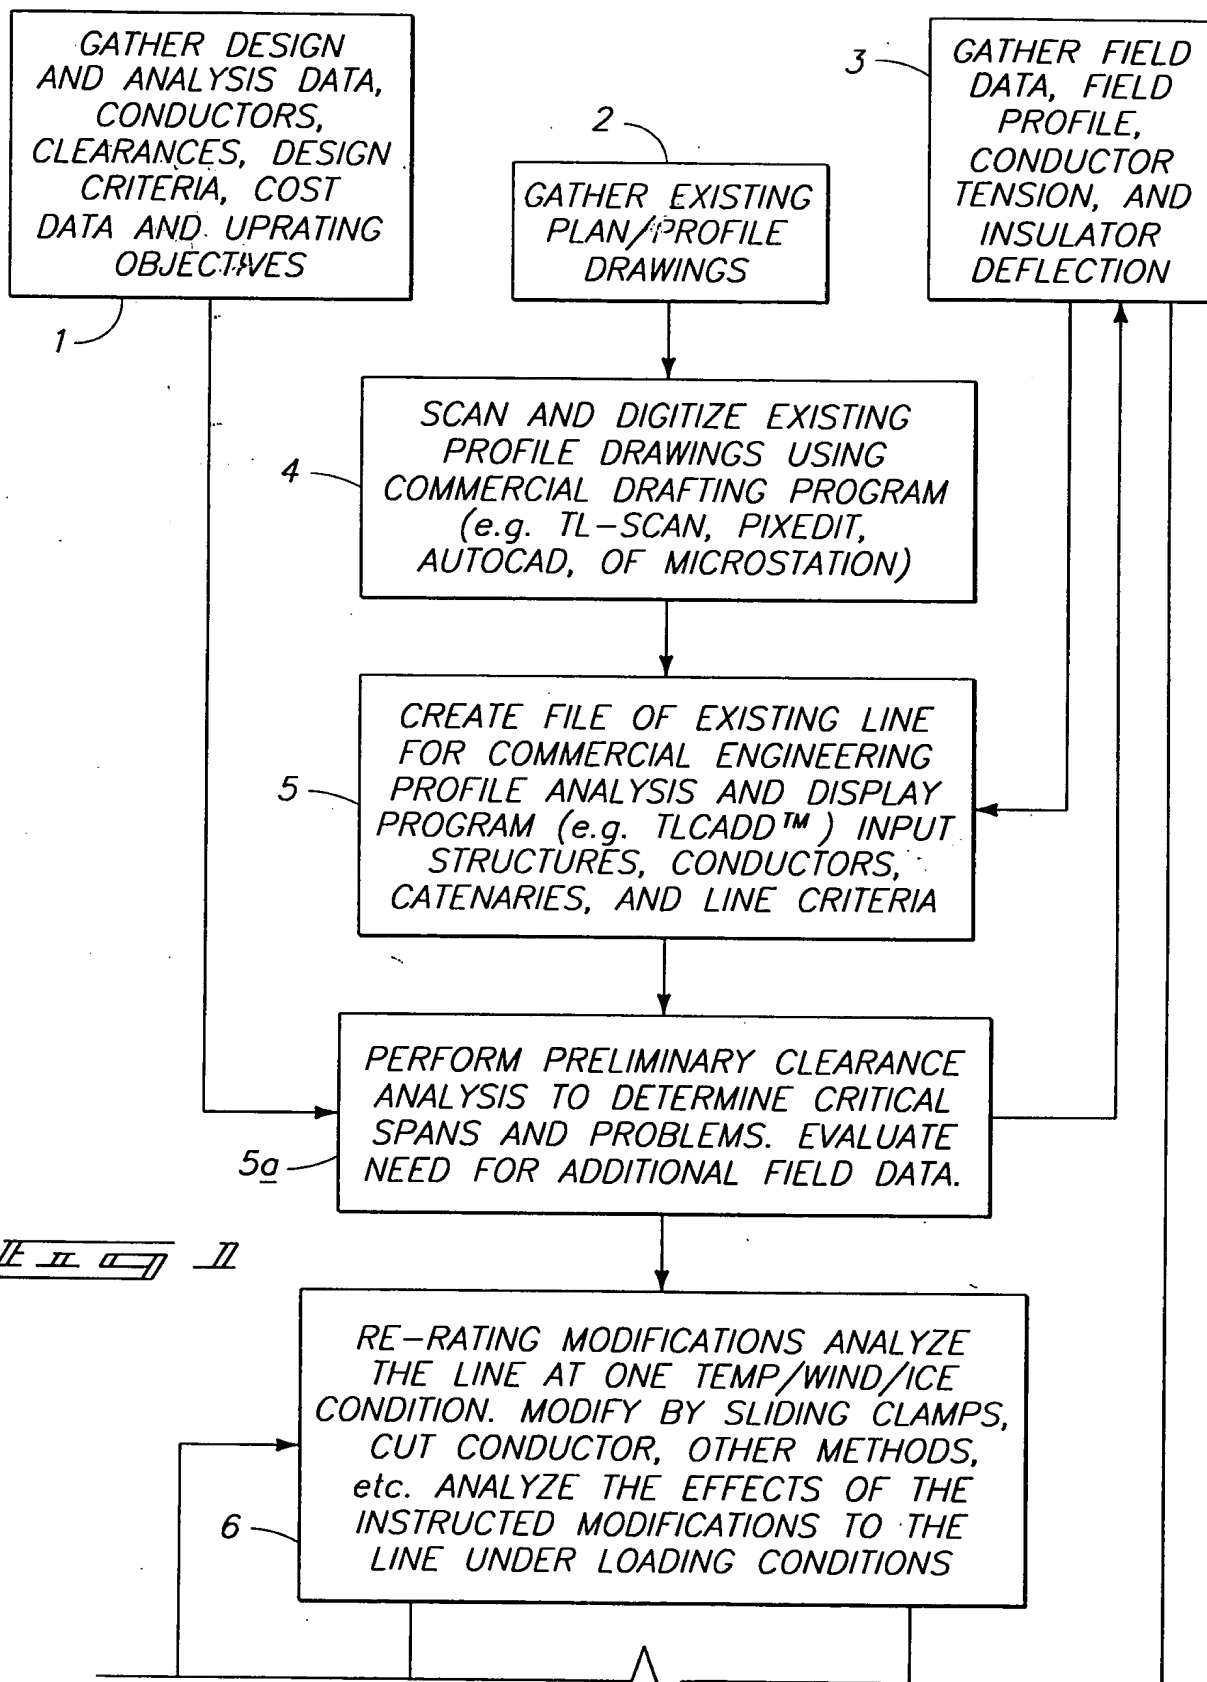 GATHER DESIGN
AND ANALYSIS DATA,
CONDUCTORS,
CLEARANCES, DESIGN
CRITERIA, COST
DATA AND UPRATING
OBJECTIVES
1
2
GATHER EXISTING
PLAN/PROFILE
DRAWINGS
3
GATHER FIELD
DATA, FIELD
PROFILE,
CONDUCTOR
TENSION, AND
INSULATOR
DEFLECTION
4
SCAN AND DIGITIZE EXISTING
PROFILE DRAWINGS USING
COMMERCIAL DRAFTING PROGRAM
(e.g. TL-SCAN, PIXEDIT,
AUTOCAD, OF MICROSTATION)
5
CREATE FILE OF EXISTING LINE
FOR COMMERCIAL ENGINEERING
PROFILE ANALYSIS AND DISPLAY
PROGRAM (e.g. TLCADD™ ) INPUT
STRUCTURES, CONDUCTORS,
CATENARIES, AND LINE CRITERIA
5a
PERFORM PRELIMINARY CLEARANCE
ANALYSIS TO DETERMINE CRITICAL
SPANS AND PROBLEMS. EVALUATE
NEED FOR ADDITIONAL FIELD DATA.
FIG 1
6
RE-RATING MODIFICATIONS ANALYZE
THE LINE AT ONE TEMP/WIND/ICE
CONDITION. MODIFY BY SLIDING CLAMPS,
CUT CONDUCTOR, OTHER METHODS,
etc. ANALYZE THE EFFECTS OF THE
INSTRUCTED MODIFICATIONS TO THE
LINE UNDER LOADING CONDITIONS